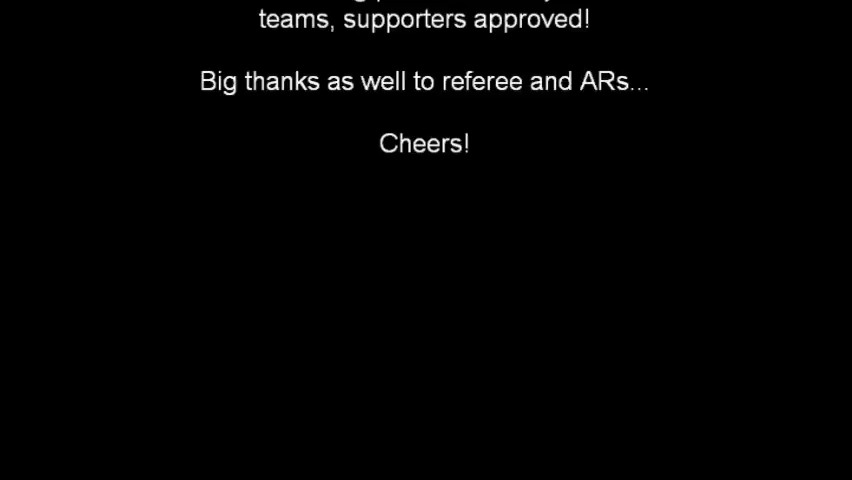 teams, supporters approved!
Big thanks as well to referee and ARs...
Cheers!